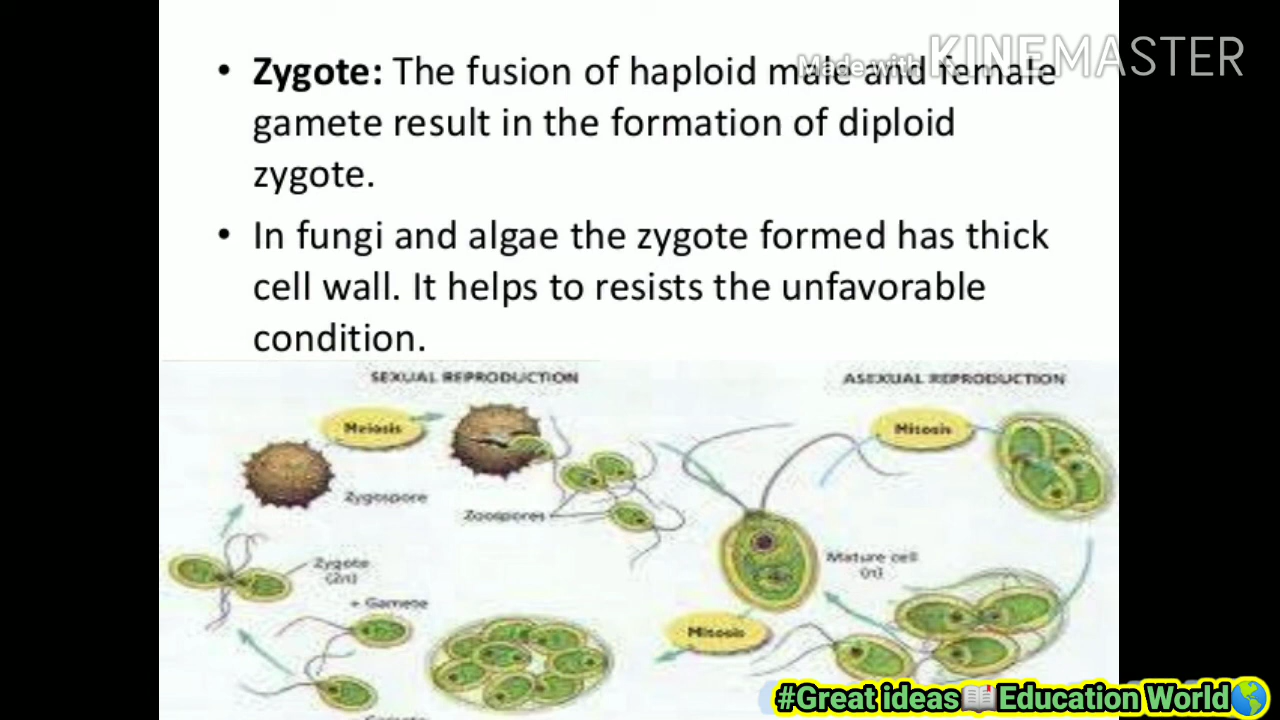 Made with KINEMASTER
• Zygote: The fusion of haploid male and female
gamete result in the formation of diploid
zygote.
• In fungi and algae the zygote formed has thick
cell wall. It helps to resists the unfavorable
condition.
SEXUAL REPRODUCTION
ASEXUAL REPRODUCTION
Meiosis
Mitosis
Zygospore
Zoospores
Zygote
(2n)
Mature cell
(n)
+ Gamete
Mitosis
#Great ideas📖Education World🌎